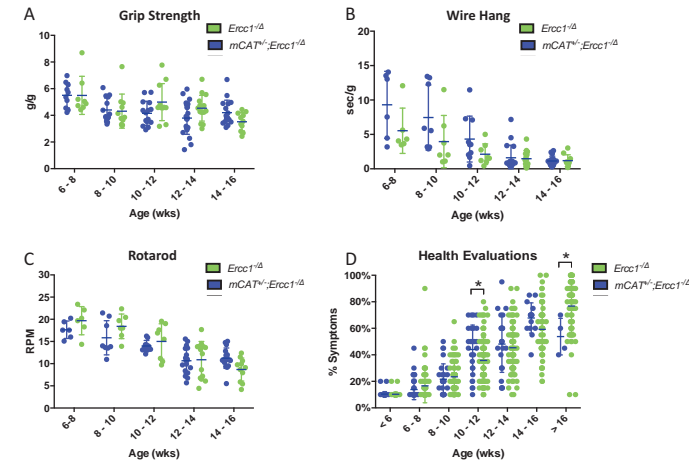 A
Grip Strength
Ercc1-/Δ
mCAT+/-;Ercc1-/Δ
g/g
10
8
6
4
2
0
6 - 8
8 - 10
10 - 12
12 - 14
14 - 16
Age (wks)
B
Wire Hang
Ercc1-/Δ
mCAT+/-;Ercc1-/Δ
sec/g
20
15
10
5
0
6-8
8 - 10
10 - 12
12 - 14
14 - 16
Age (wks)
C
Rotarod
Ercc1-/Δ
mCAT+/-;Ercc1-/Δ
RPM
30
25
20
15
10
5
0
6-8
8 - 10
10 - 12
12 - 14
14 - 16
Age (wks)
D
Health Evaluations
Ercc1-/Δ
mCAT+/-;Ercc1-/Δ
% Symptoms
100%
80%
60%
40%
20%
0%
*
*
< 6
6 - 8
8 - 10
10 - 12
12 - 14
14 - 16
> 16
Age (wks)